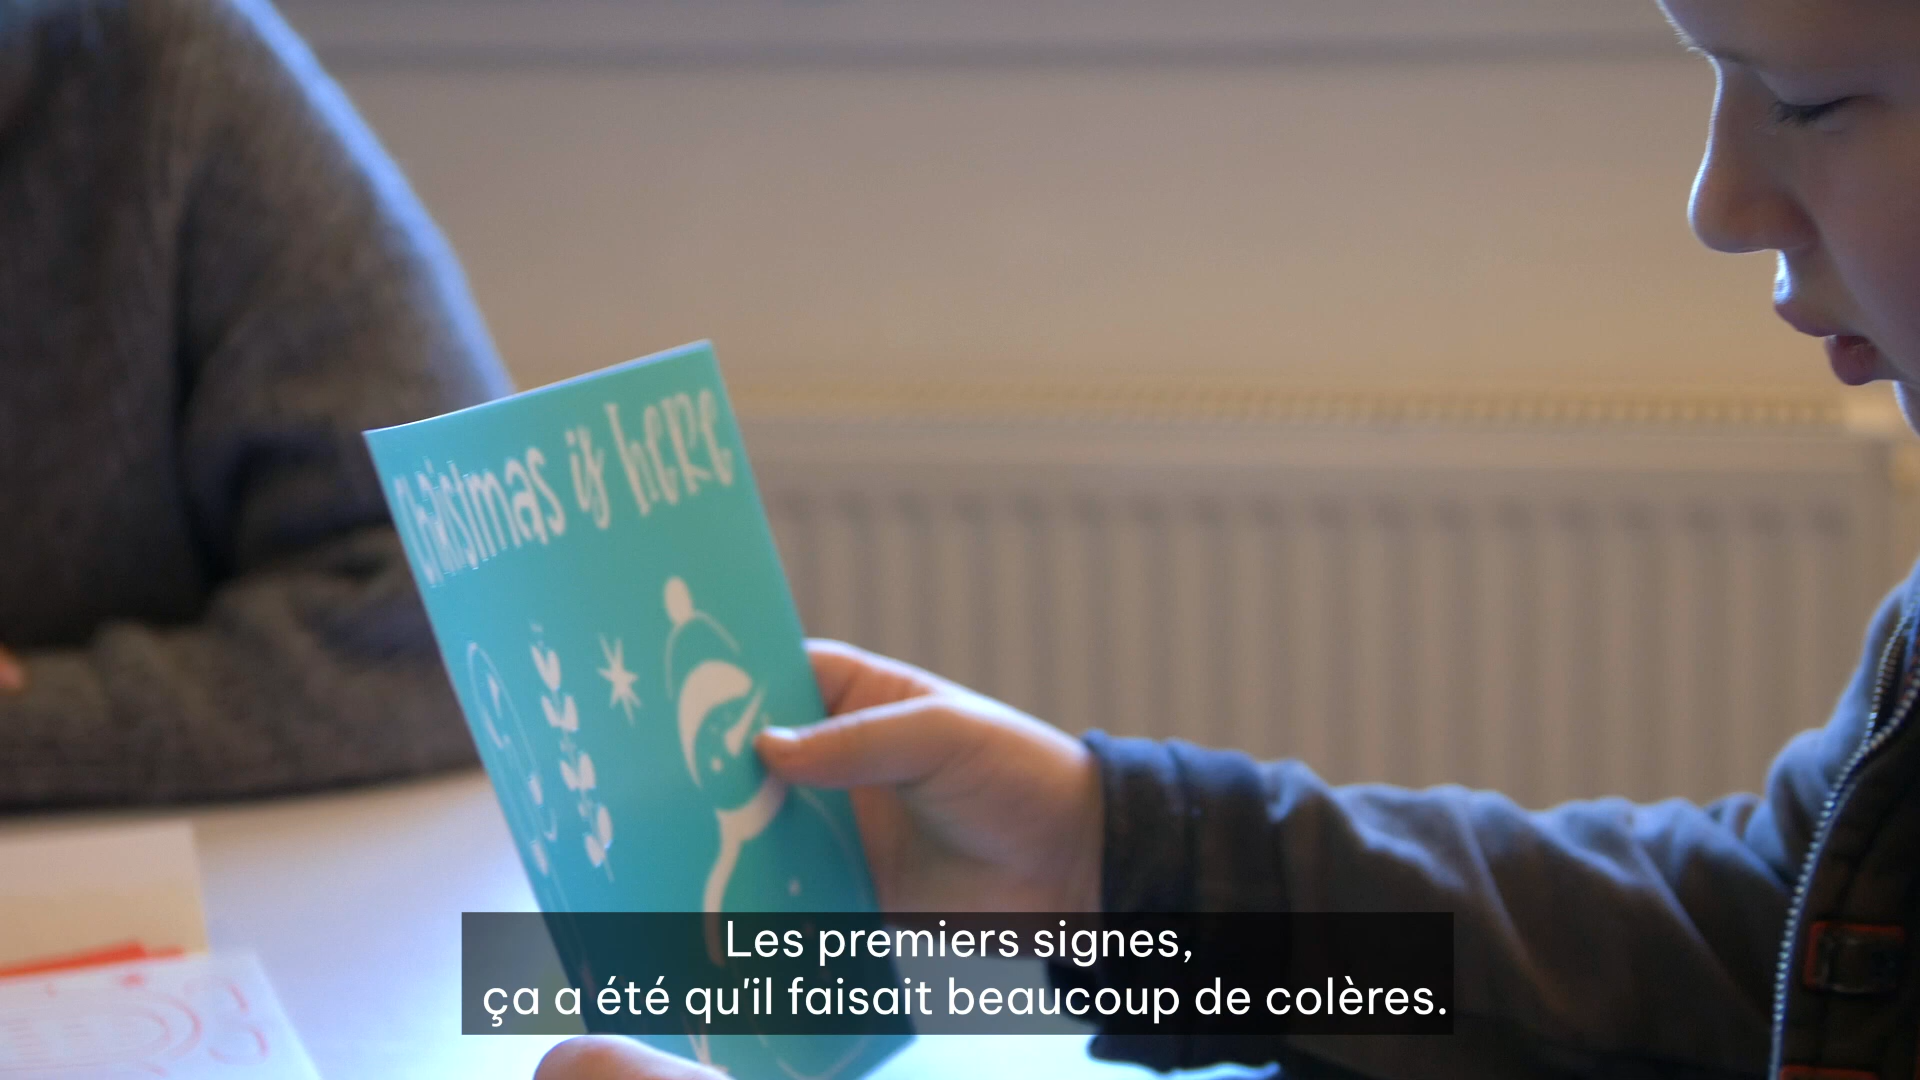 CHRISTMAS is hERE
Les premiers signes,
ça a été qu'il faisait beaucoup de colères.